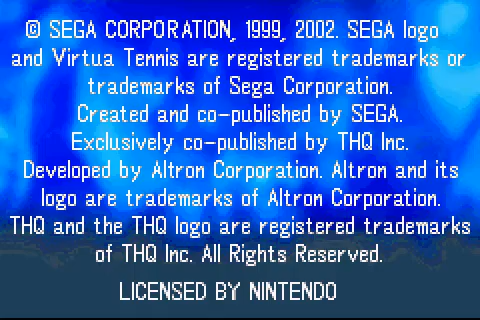 © SEGA CORPORATION, 1999, 2002. SEGA logo
and Virtua Tennis are registered trademarks or
trademarks of Sega Corporation.
Created and co-published by SEGA.
Exclusively co-published by THQ Inc.
Developed by Altron Corporation. Altron and its
logo are trademarks of Altron Corporation.
THQ and the THQ logo are registered trademarks
of THQ Inc. All Rights Reserved.
LICENSED BY NINTENDO